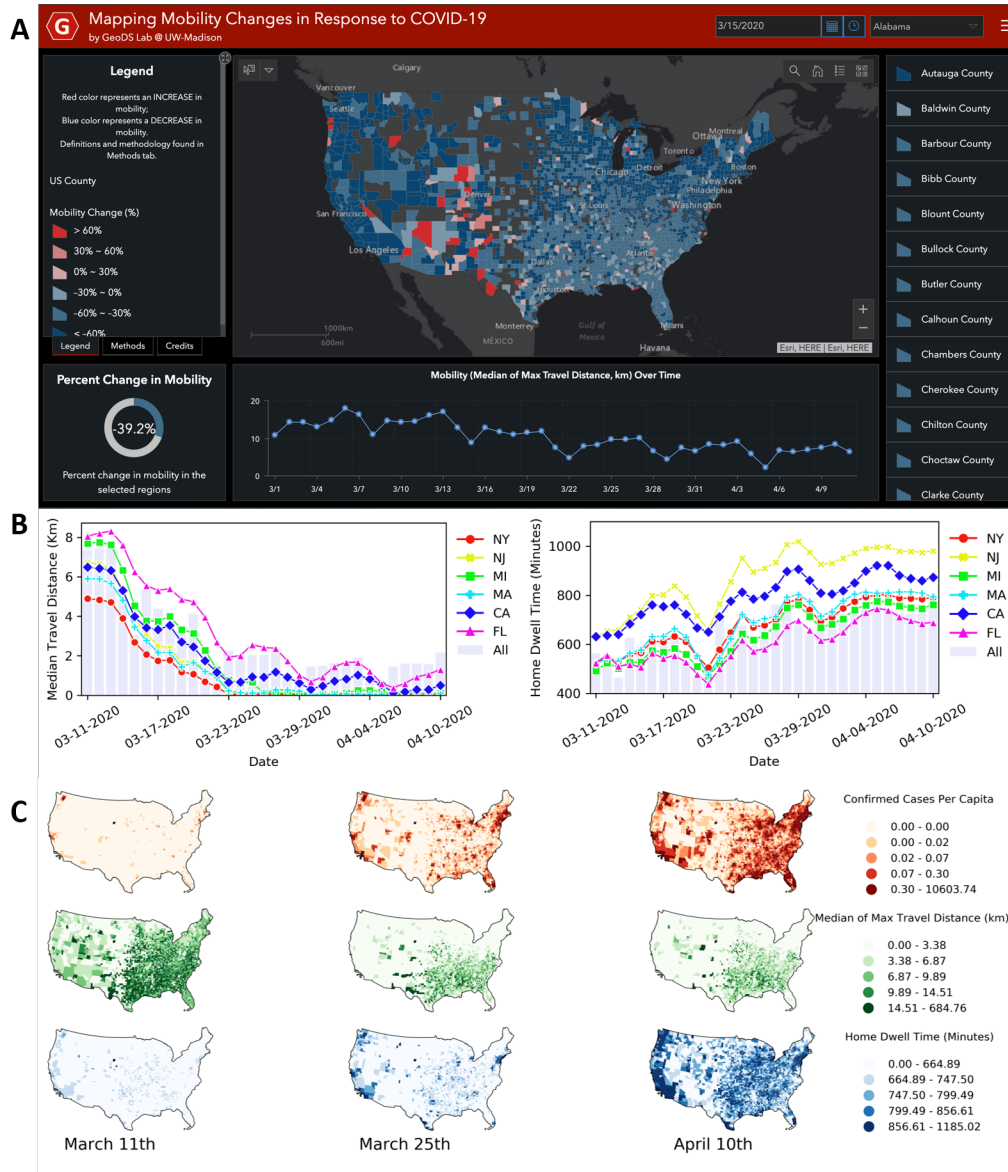 A
G
Mapping Mobility Changes in Response to COVID-19
by GeoDS Lab @ UW-Madison
3/15/2020
Alabama
Legend
Red color represents an INCREASE in
mobility;
Blue color represents a DECREASE in
mobility.
Definitions and methodology found in
Methods tab.
US County
Mobility Change (%)
> 60%
30% ~ 60%
0% ~ 30%
-30% ~ 0%
-60% ~ -30%
< -60%
Legend
Methods
Credits
Calgary
Vancouver
Seattle
Montreal
Ottawa
Toronto
Boston
Chicago
Detroit
New York
Philadelphia
Denver
St Louis
Washington
San Francisco
Los Angeles
Atlanta
Dallas
Houston
Monterrey
Miami
MÉXICO
Gulf of
Mexico
Havana
1000km
600mi
+
−
Esri, HERE | Esri, HERE
Autauga County
Baldwin County
Barbour County
Bibb County
Blount County
Bullock County
Butler County
Calhoun County
Chambers County
Cherokee County
Chilton County
Choctaw County
Clarke County
Percent Change in Mobility
-39.2%
Percent change in mobility in the
selected regions
Mobility (Median of Max Travel Distance, km) Over Time
20
10
0
3/1
3/4
3/7
3/10
3/13
3/16
3/19
3/22
3/25
3/28
3/31
4/3
4/6
4/9
B
Median Travel Distance (Km)
8
6
4
2
0
03-11-2020
03-17-2020
03-23-2020
03-29-2020
04-04-2020
04-10-2020
Date
NY
NJ
MI
MA
CA
FL
All
Home Dwell Time (Minutes)
1000
800
600
400
03-11-2020
03-17-2020
03-23-2020
03-29-2020
04-04-2020
04-10-2020
Date
NY
NJ
MI
MA
CA
FL
All
C
Confirmed Cases Per Capita
0.00 - 0.00
0.00 - 0.02
0.02 - 0.07
0.07 - 0.30
0.30 - 10603.74
Median of Max Travel Distance (km)
0.00 - 3.38
3.38 - 6.87
6.87 - 9.89
9.89 - 14.51
14.51 - 684.76
Home Dwell Time (Minutes)
0.00 - 664.89
664.89 - 747.50
747.50 - 799.49
799.49 - 856.61
856.61 - 1185.02
March 11th
March 25th
April 10th